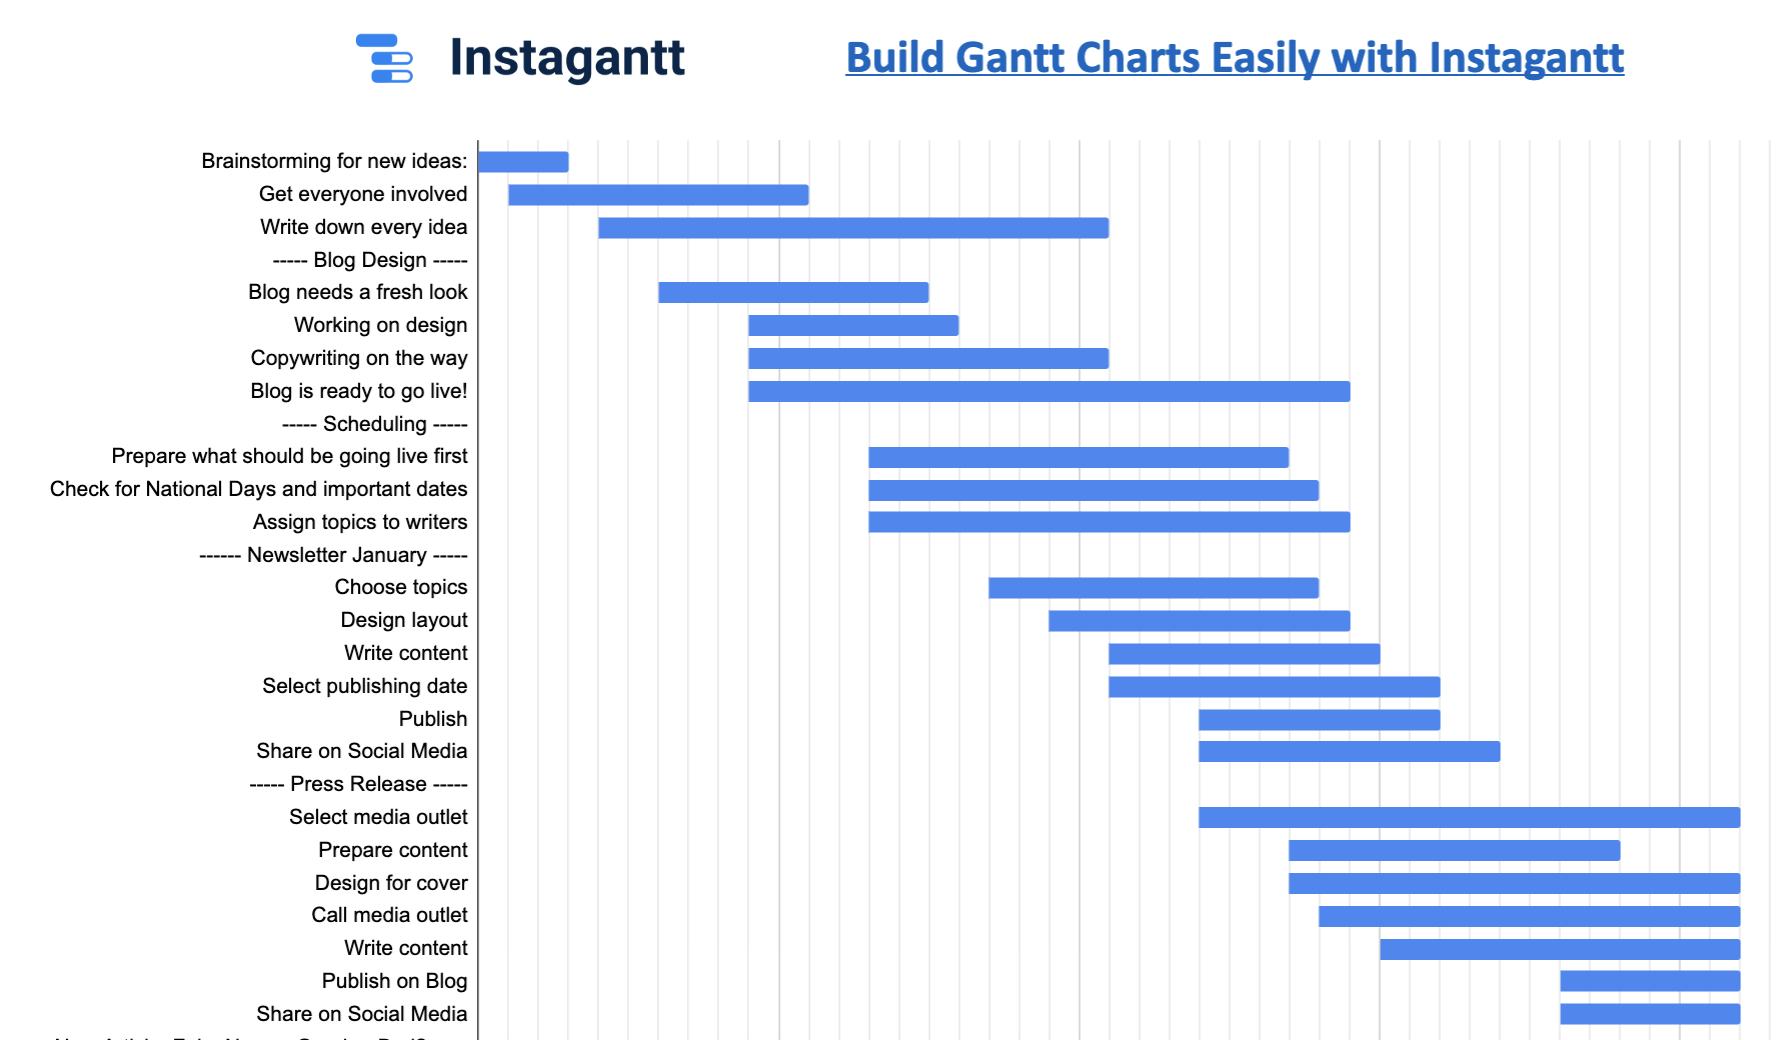 Instagantt
Build Gantt Charts Easily with Instagantt
Brainstorming for new ideas:
Get everyone involved
Write down every idea
----- Blog Design -----
Blog needs a fresh look
Working on design
Copywriting on the way
Blog is ready to go live!
----- Scheduling -----
Prepare what should be going live first
Check for National Days and important dates
Assign topics to writers
------ Newsletter January -----
Choose topics
Design layout
Write content
Select publishing date
Publish
Share on Social Media
----- Press Release -----
Select media outlet
Prepare content
Design for cover
Call media outlet
Write content
Publish on Blog
Share on Social Media